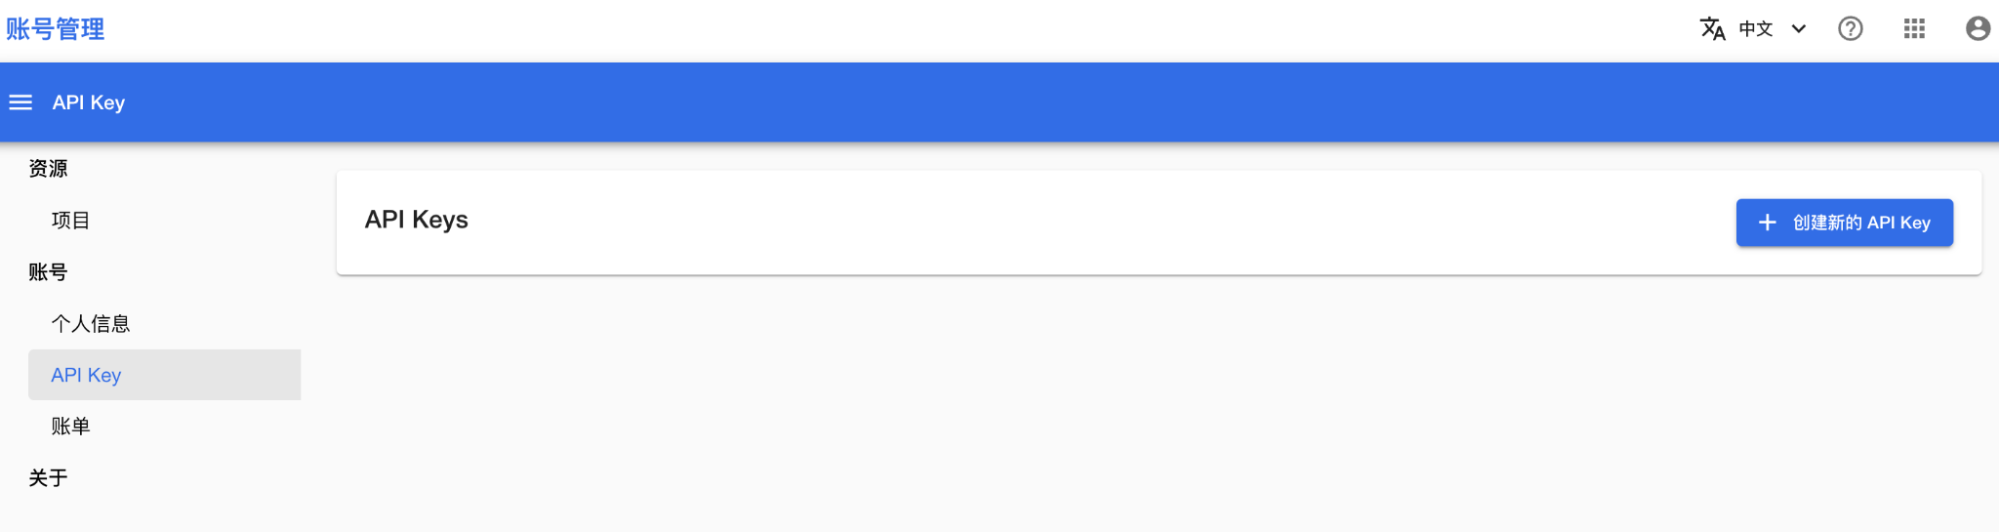 账号管理
中文
API Key
资源
项目
账号
个人信息
API Key
账单
关于
API Keys
创建新的 API Key